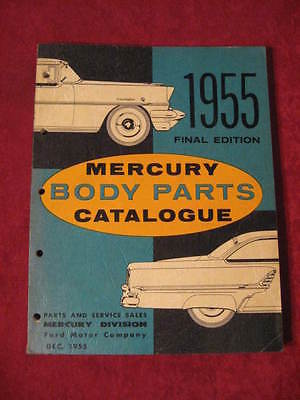 1955
FINAL EDITION
MERCURY
BODY PARTS
CATALOGUE
PARTS AND SERVICE SALES
MERCURY DIVISION
Ford Motor Company
DEC. 1955